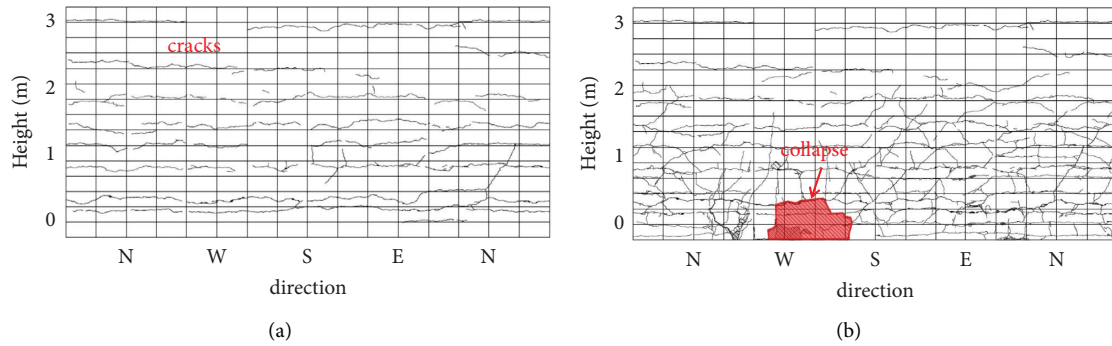 cracks
Height (m)
3
2
1
0
N W S E N
direction
(a)
collapse
Height (m)
3
2
1
0
N W S E N
direction
(b)